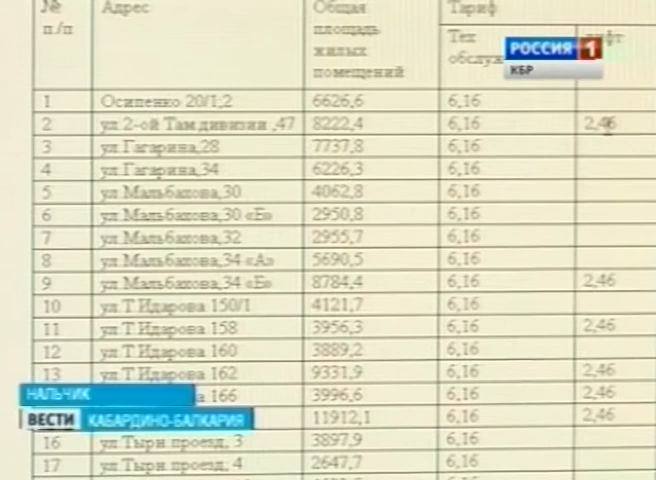 № п/п Адрес Общая площадь жилых помещений Тариф
Тех обслуж лифт
РОССИЯ 1
КБР
1 Осипенко 20/1,2 6626,6 6,16
2 ул.2-ой Там.дивизии ,47 8222,4 6,16 2,46
3 ул.Гагарина,28 7737,8 6,16
4 ул.Гагарина,34 6226,3 6,16
5 ул.Мальбахова,30 4062,8 6,16
6 ул.Мальбахова,30 «Б» 2950,8 6,16
7 ул.Мальбахова,32 2955,7 6,16
8 ул.Мальбахова,34 «А» 5690,5 6,16
9 ул.Мальбахова,34 «Б» 8784,4 6,16 2,46
10 ул.Т.Идарова 150/1 4121,7 6,16
11 ул.Т.Идарова 158 3956,3 6,16 2,46
12 ул.Т.Идарова 160 3889,2 6,16
13 ул.Т.Идарова 162 9331,9 6,16 2,46
НАЛЬЧИК
а 166 3996,6 6,16 2,46
ВЕСТИ КАБАРДИНО-БАЛКАРИЯ
11912,1 6,16 2,46
16 ул.Тырн. проезд, 3 3897,9 6,16
17 ул.Тырн. проезд, 4 2647,7 6,16